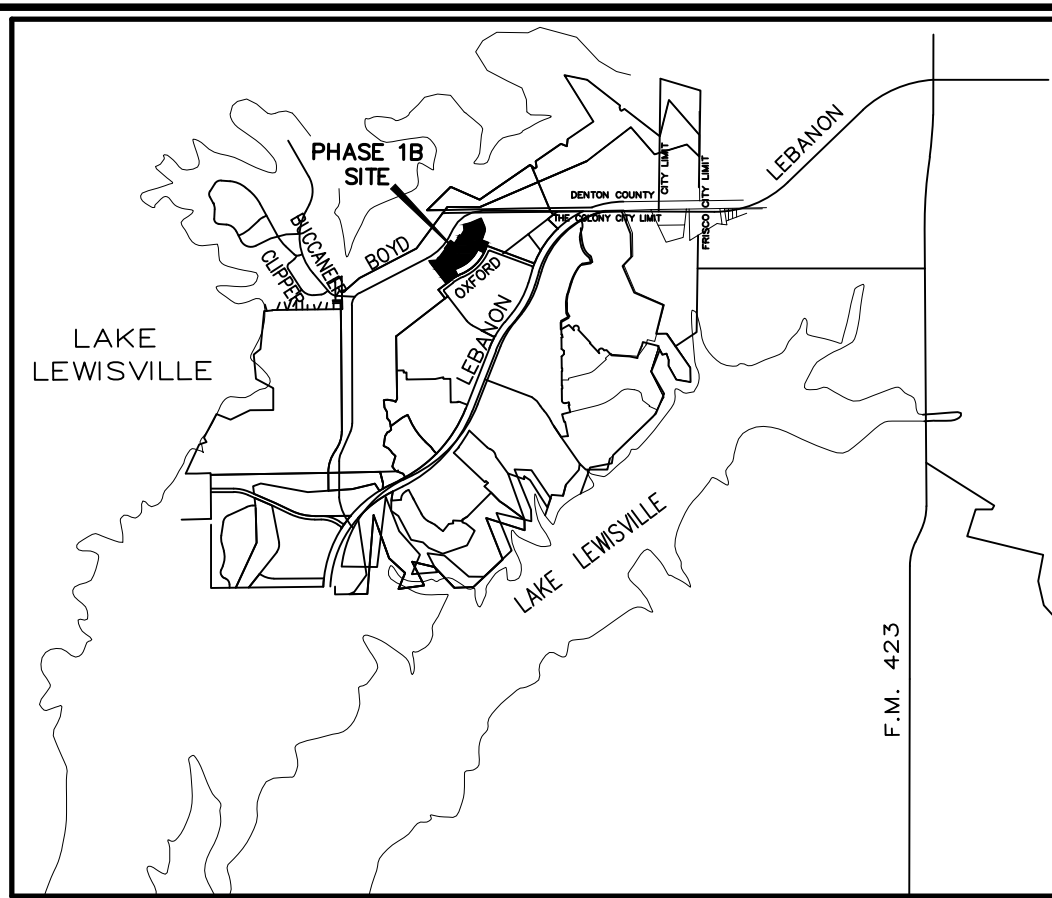 PHASE 1B
SITE
LEBANON
CITY LIMIT
FRISCO CITY LIMIT
DENTON COUNTY
THE COLONY CITY LIMIT
BUCCANEER
BOYD
CLIPPER
OXFORD
LEBANON
LAKE
LEWISVILLE
LAKE LEWISVILLE
F.M. 423